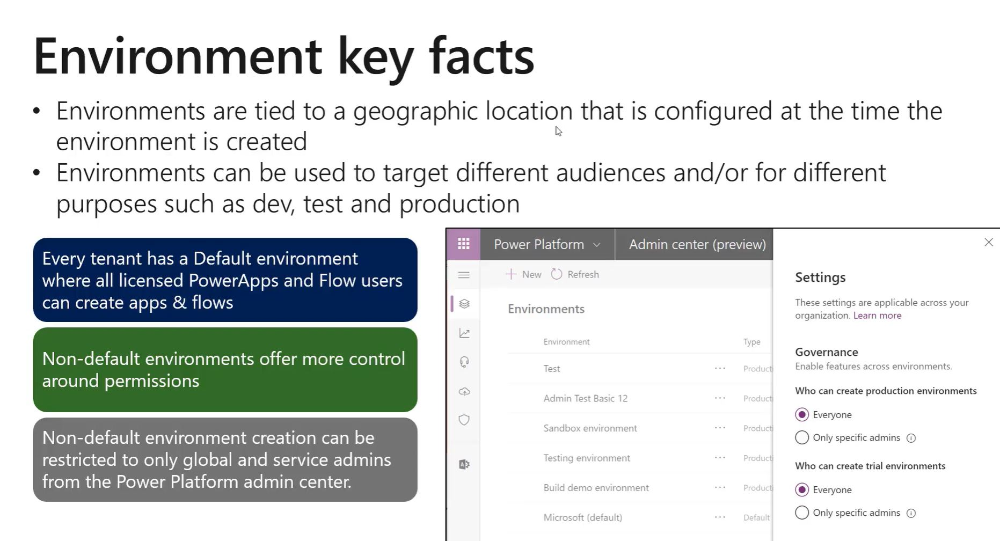 Environment key facts
• Environments are tied to a geographic location that is configured at the time the
environment is created
• Environments can be used to target different audiences and/or for different
purposes such as dev, test and production
Every tenant has a Default environment
where all licensed PowerApps and Flow users
can create apps & flows
Non-default environments offer more control
around permissions
Non-default environment creation can be
restricted to only global and service admins
from the Power Platform admin center.
Power Platform Admin center (preview)
New Refresh
Environments
Environment Type
Test ··· Producti
Admin Test Basic 12 ··· Producti
Sandbox environment ··· Producti
Testing environment ··· Producti
Build demo environment ··· Producti
Microsoft (default) ··· Default
Settings
These settings are applicable across your
organization. Learn more
Governance
Enable features across environments.
Who can create production environments
Everyone
Only specific admins
Who can create trial environments
Everyone
Only specific admins